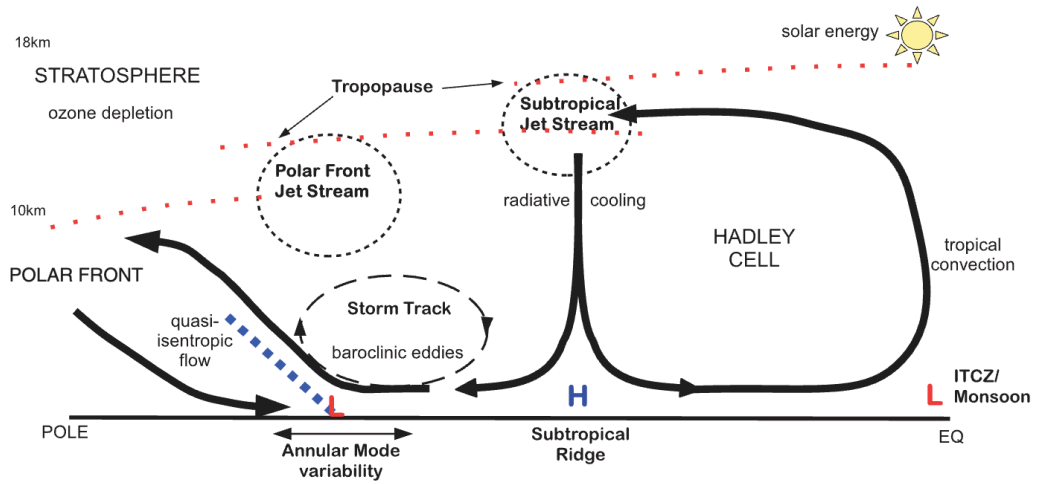 solar energy
18km
STRATOSPHERE
Tropopause
ozone depletion
Subtropical
Jet Stream
Polar Front
Jet Stream
radiative cooling
10km
HADLEY
CELL
tropical
convection
POLAR FRONT
Storm Track
quasi-
isentropic
flow
baroclinic eddies
L
H
L
ITCZ/
Monsoon
POLE
Annular Mode
variability
Subtropical
Ridge
EQ